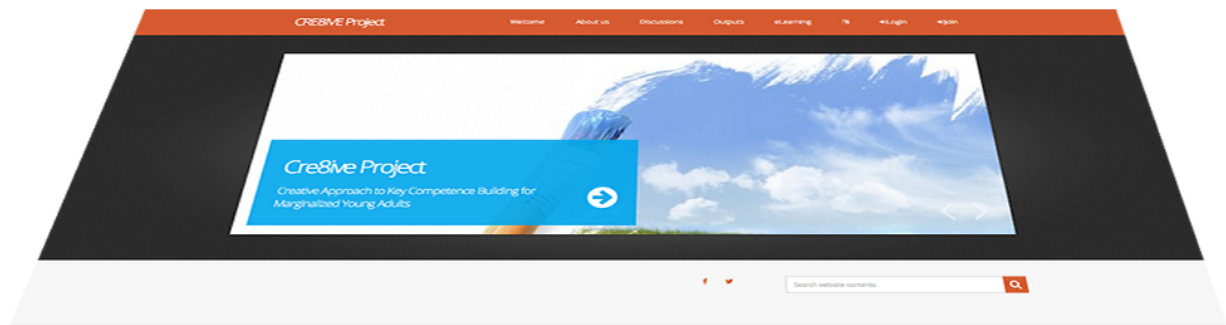 CRE8IVE Project
Welcome About us Discussions Outputs eLearning Login Join
Cre8ive Project
Creative Approach to Key Competence Building for
Marginalized Young Adults
Search website contents